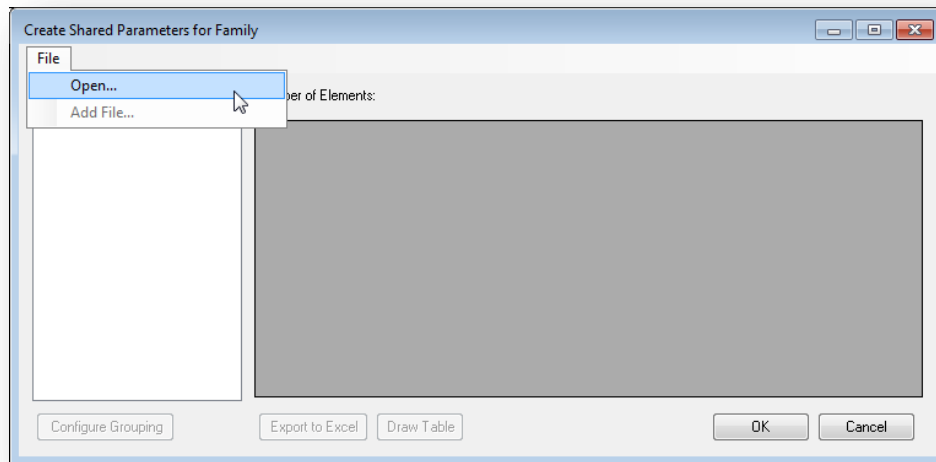 Create Shared Parameters for Family
File
Open...
Add File...
of Elements:
Configure Grouping
Export to Excel
Draw Table
OK
Cancel